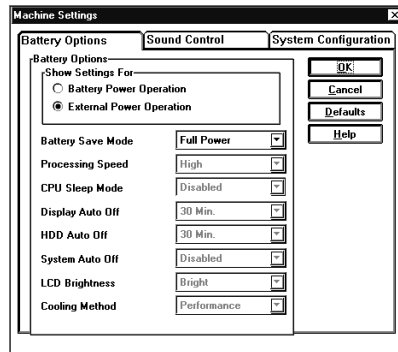 Machine Settings
Battery Options Sound Control System Configuration
Battery Options
Show Settings For
Battery Power Operation
External Power Operation
Battery Save Mode Full Power
Processing Speed High
CPU Sleep Mode Disabled
Display Auto Off 30 Min.
HDD Auto Off 30 Min.
System Auto Off Disabled
LCD Brightness Bright
Cooling Method Performance
OK
Cancel
Defaults
Help